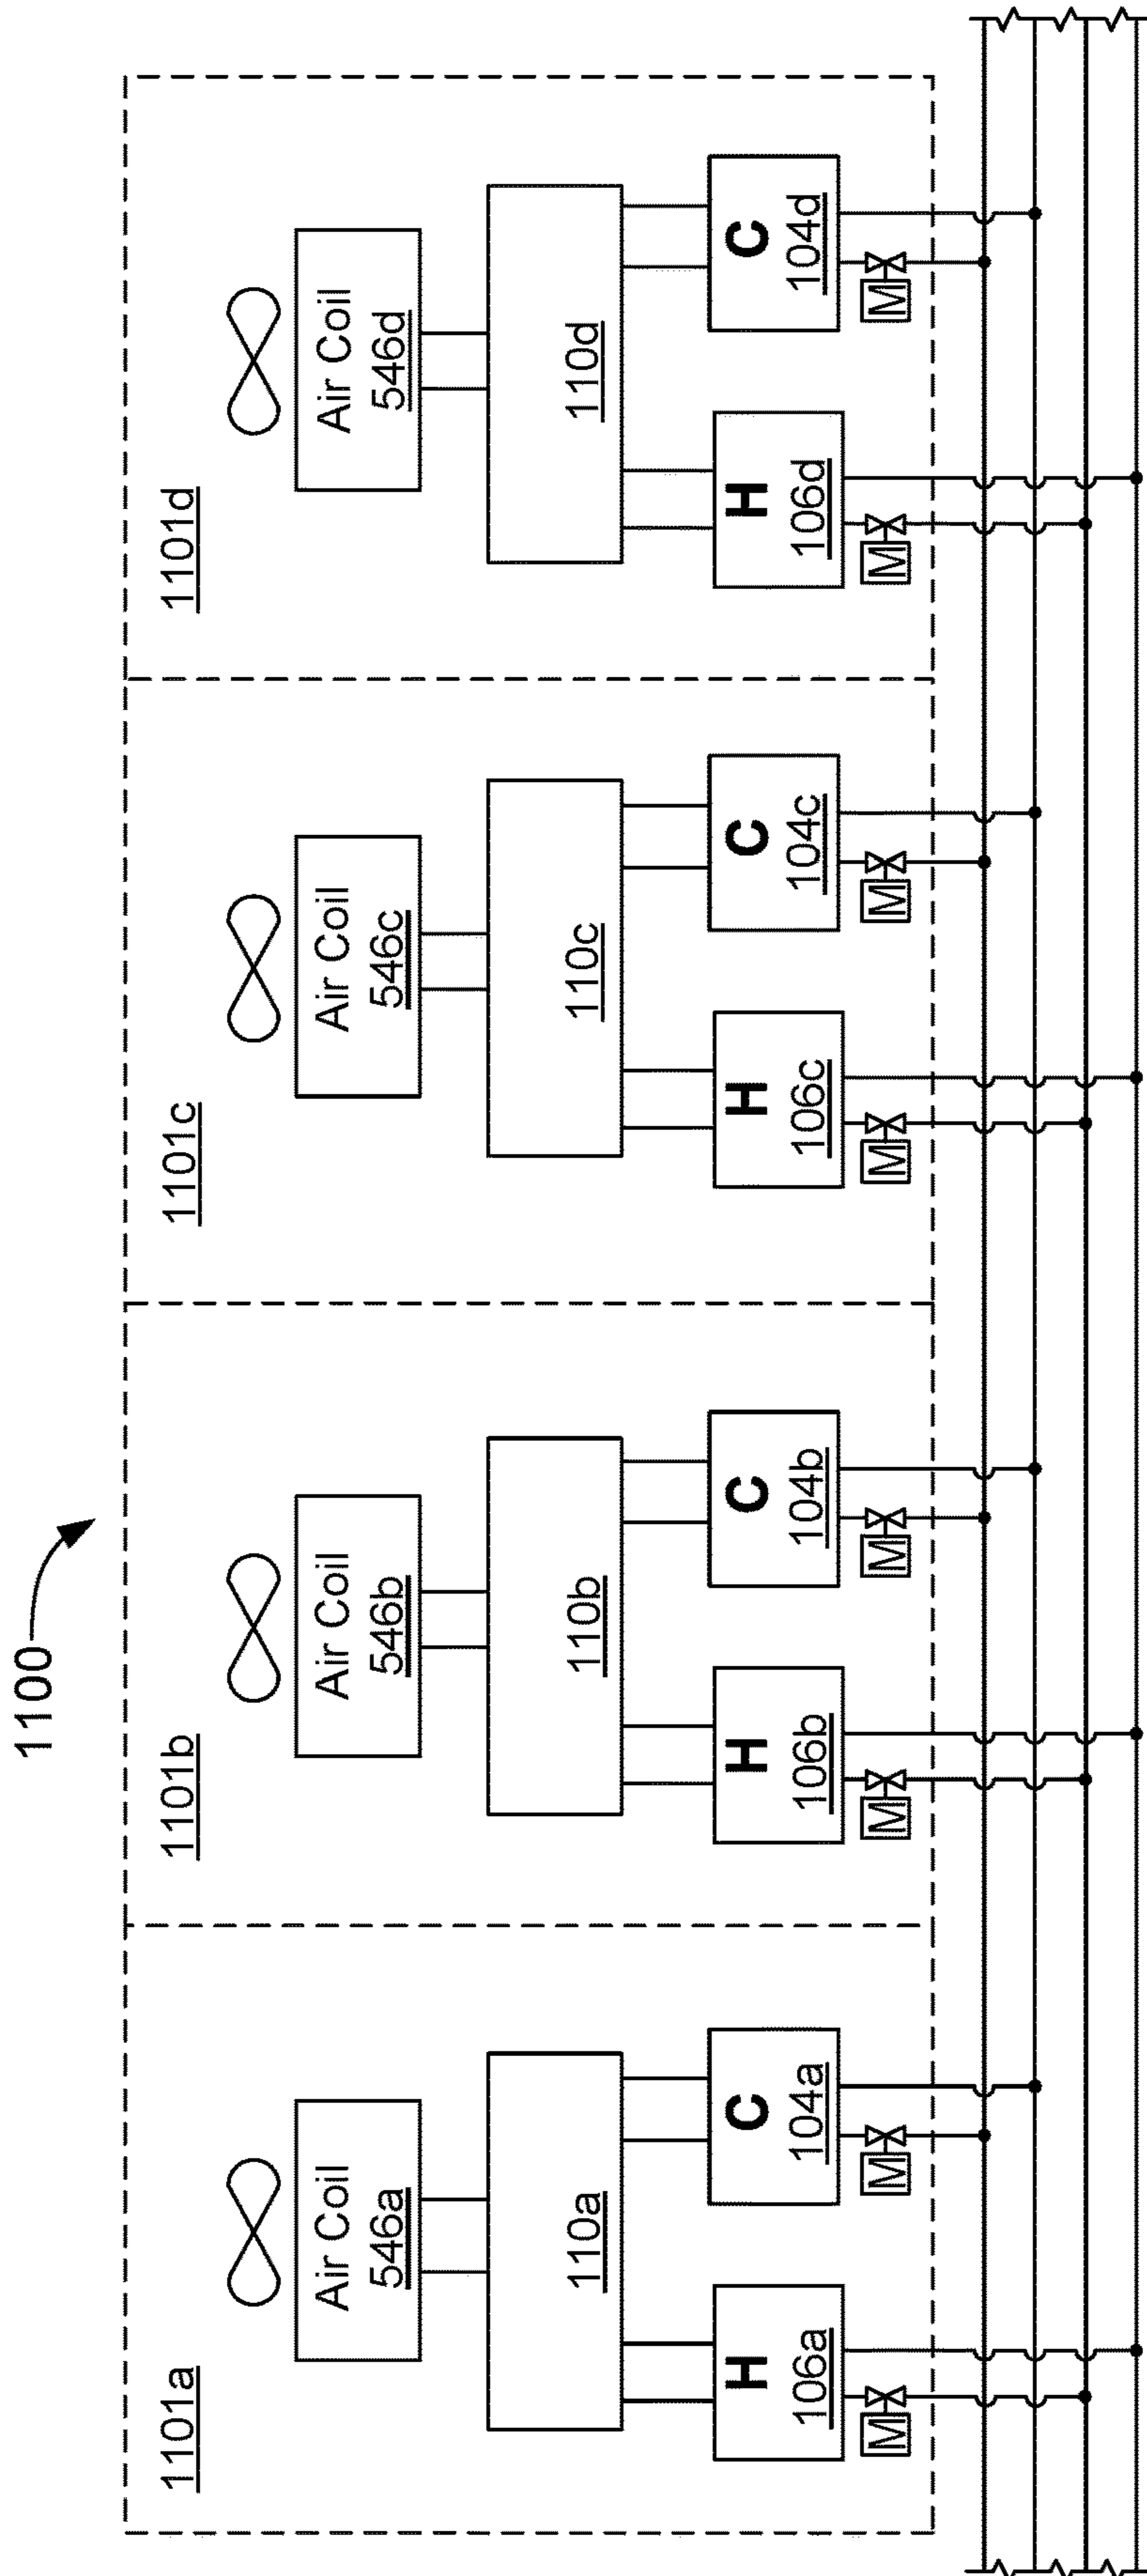 1100
1101a
Air Coil
546a
110a
H
106a
M
C
104a
M
1101b
Air Coil
546b
110b
H
106b
M
C
104b
M
1101c
Air Coil
546c
110c
H
106c
M
C
104c
M
1101d
Air Coil
546d
110d
H
106d
M
C
104d
M